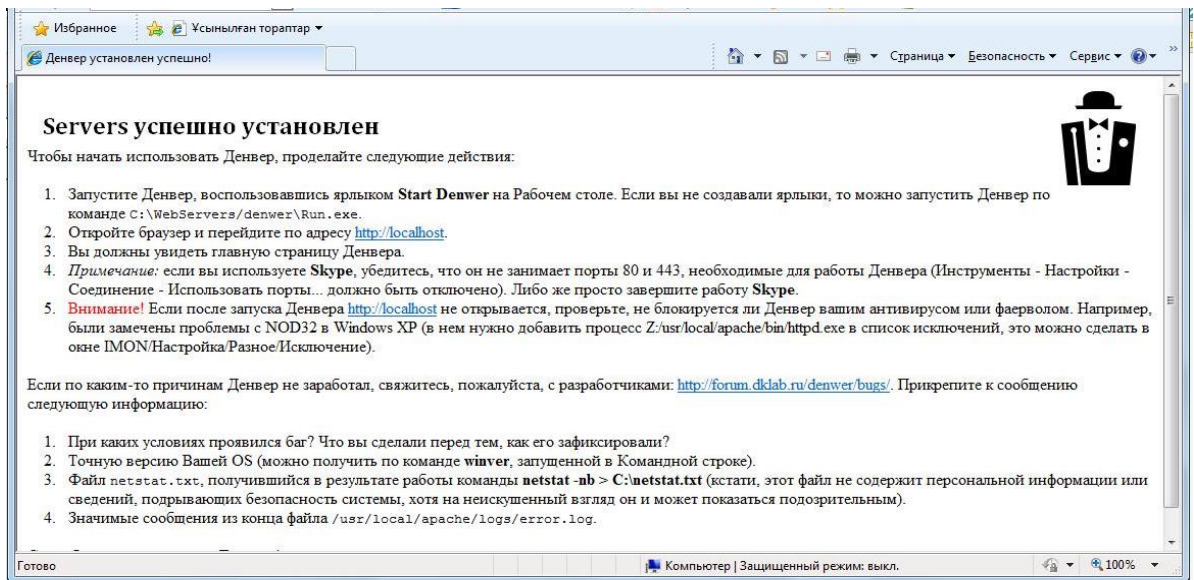 Избранное Ұсынылған тораптар
Денвер установлен успешно! Страница Безопасность Сервис
Servers успешно установлен
Чтобы начать использовать Денвер, проделайте следующие действия:
1. Запустите Денвер, воспользовавшись ярлыком Start Denwer на Рабочем столе. Если вы не создавали ярлыки, то можно запустить Денвер по
команде C:\WebServers/denwer\Run.exe.
2. Откройте браузер и перейдите по адресу http://localhost.
3. Вы должны увидеть главную страницу Денвера.
4. Примечание: если вы используете Skype, убедитесь, что он не занимает порты 80 и 443, необходимые для работы Денвера (Инструменты - Настройки -
Соединение - Использовать порты... должно быть отключено). Либо же просто завершите работу Skype.
5. Внимание! Если после запуска Денвера http://localhost не открывается, проверьте, не блокируется ли Денвер вашим антивирусом или фаерволом. Например,
были замечены проблемы с NOD32 в Windows XP (в нем нужно добавить процесс Z:/usr/local/apache/bin/httpd.exe в список исключений, это можно сделать в
окне IMON/Настройка/Разное/Исключение).
Если по каким-то причинам Денвер не заработал, свяжитесь, пожалуйста, с разработчиками: http://forum.dklab.ru/denwer/bugs/. Прикрепите к сообщению
следующую информацию:
1. При каких условиях проявился баг? Что вы сделали перед тем, как его зафиксировали?
2. Точную версию Вашей OS (можно получить по команде winver, запущенной в Командной строке).
3. Файл netstat.txt, получившийся в результате работы команды netstat -nb > C:\netstat.txt (кстати, этот файл не содержит персональной информации или
сведений, подрывающих безопасность системы, хотя на неискушенный взгляд он и может показаться подозрительным).
4. Значимые сообщения из конца файла /usr/local/apache/logs/error.log.
Готово Компьютер | Защищенный режим: выкл. 100%